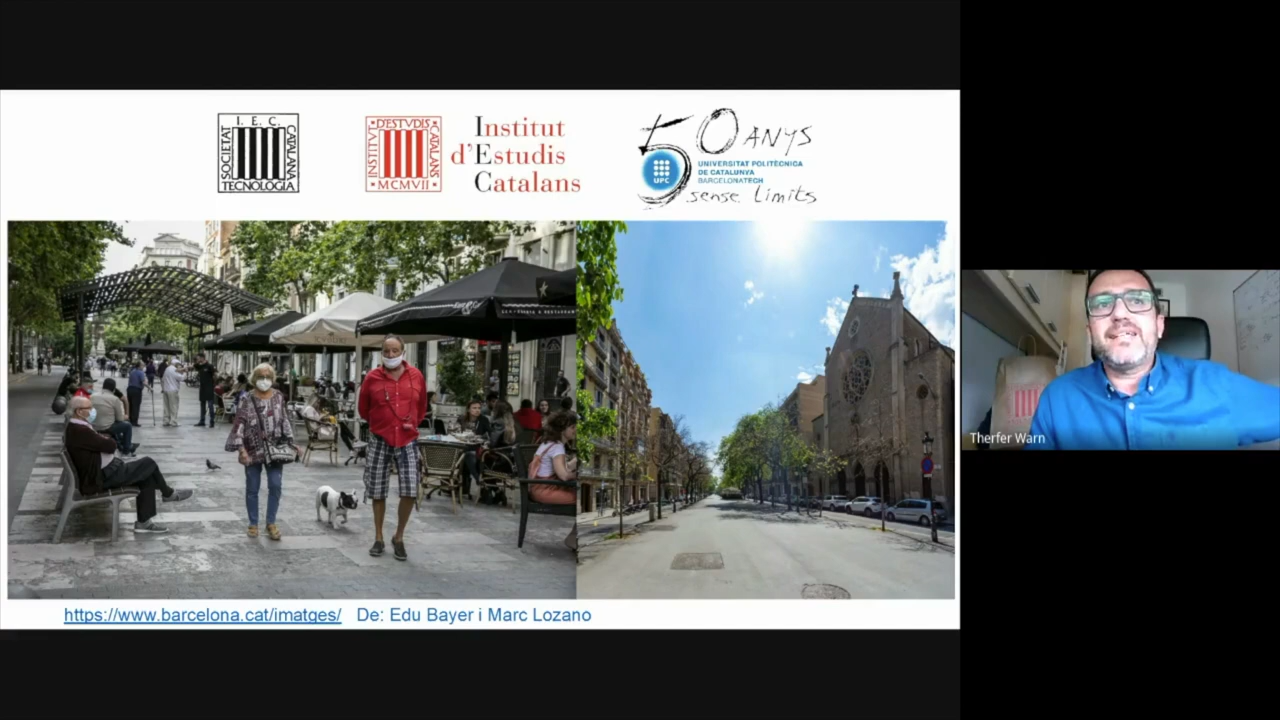 I. E. C.
SOCIETAT
CATALANA
TECNOLOGIA
INSTITVT
D'ESTVDIS
CATALANS
MCMVII
Institut
d'Estudis
Catalans
50 ANYS
UPC
UNIVERSITAT POLITÈCNICA
DE CATALUNYA
BARCELONATECH
sense límits
https://www.barcelona.cat/imatges/ De: Edu Bayer i Marc Lozano
Therfer Warn